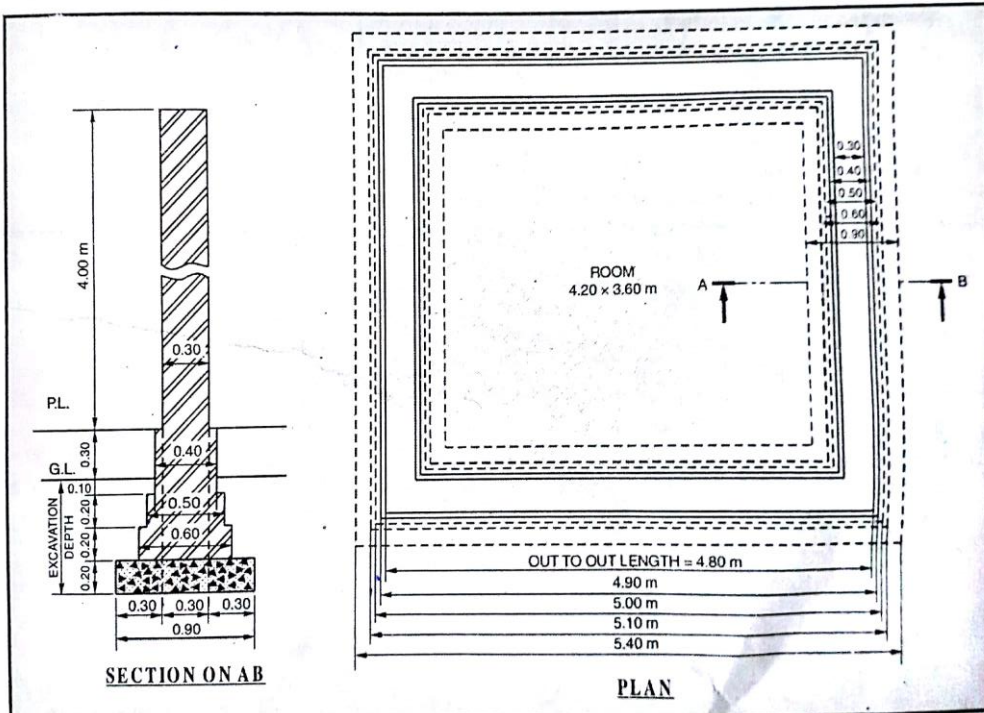 4.00 m
0.30
P.L.
0.30
0.40
G.L.
0.10
EXCAVATION
DEPTH
0.20
0.50
0.20
0.60
0.20
0.30
0.30
0.30
0.90
SECTION ON AB
0.30
0.40
0.50
0.60
0.90
ROOM
4.20 × 3.60 m
A
B
OUT TO OUT LENGTH = 4.80 m
4.90 m
5.00 m
5.10 m
5.40 m
PLAN